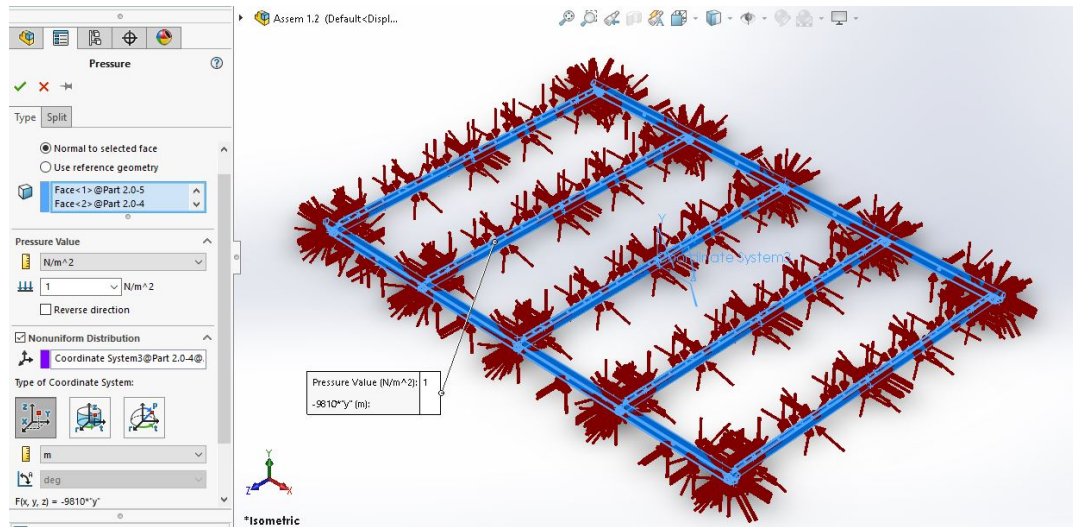 Assem 1.2 (Default<Displ...
Pressure
Type Split
Normal to selected face
Use reference geometry
Face<1>@Part 2.0-5
Face<2>@Part 2.0-4
Pressure Value
N/m^2
1 N/m^2
Reverse direction
Nonuniform Distribution
Coordinate System3@Part 2.0-4@
Type of Coordinate System:
m
deg
F(x, y, z) = -9810*"y"
Pressure Value (N/m^2): 1
-9810*"y" (m):
Y
Coordinate System3
Y
Z
X
*Isometric